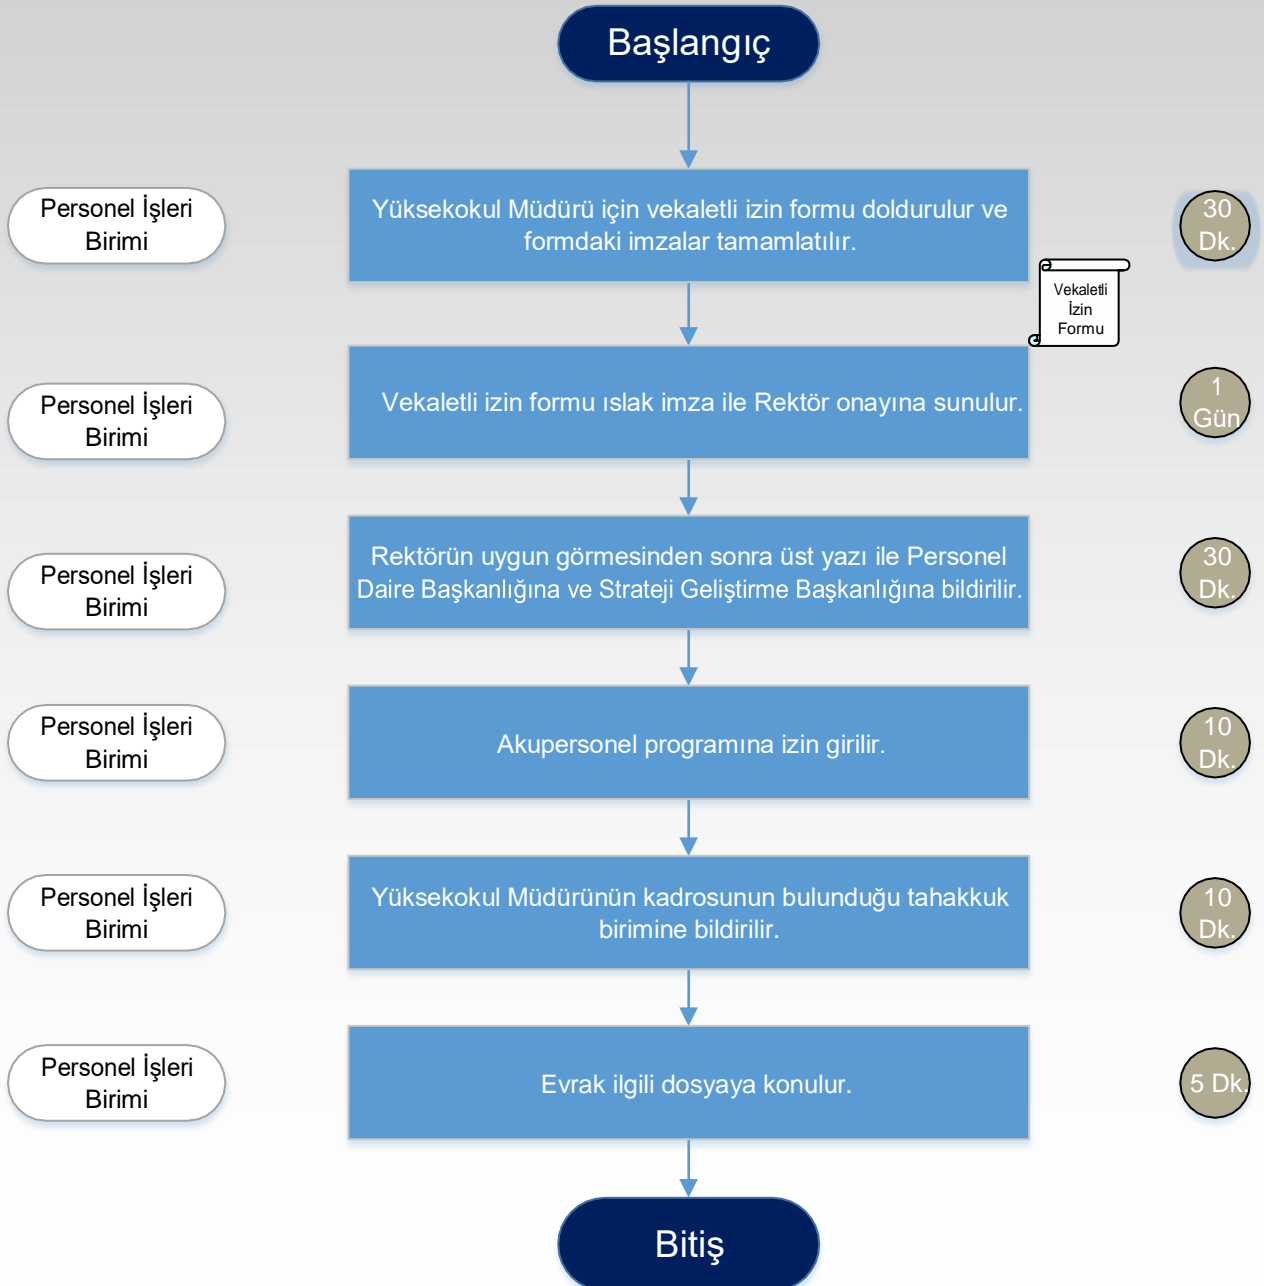 Başlangıç
Personel İşleri
Birimi
Yüksekokul Müdürü için vekaletli izin formu doldurulur ve
formdaki imzalar tamamlatılır.
30
Dk.
Vekaletli
İzin
Formu
Personel İşleri
Birimi
Vekaletli izin formu ıslak imza ile Rektör onayına sunulur.
1
Gün
Personel İşleri
Birimi
Rektörün uygun görmesinden sonra üst yazı ile Personel
Daire Başkanlığına ve Strateji Geliştirme Başkanlığına bildirilir.
30
Dk.
Personel İşleri
Birimi
Akupersonel programına izin girilir.
10
Dk.
Personel İşleri
Birimi
Yüksekokul Müdürünün kadrosunun bulunduğu tahakkuk
birimine bildirilir.
10
Dk.
Personel İşleri
Birimi
Evrak ilgili dosyaya konulur.
5 Dk.
Bitiş